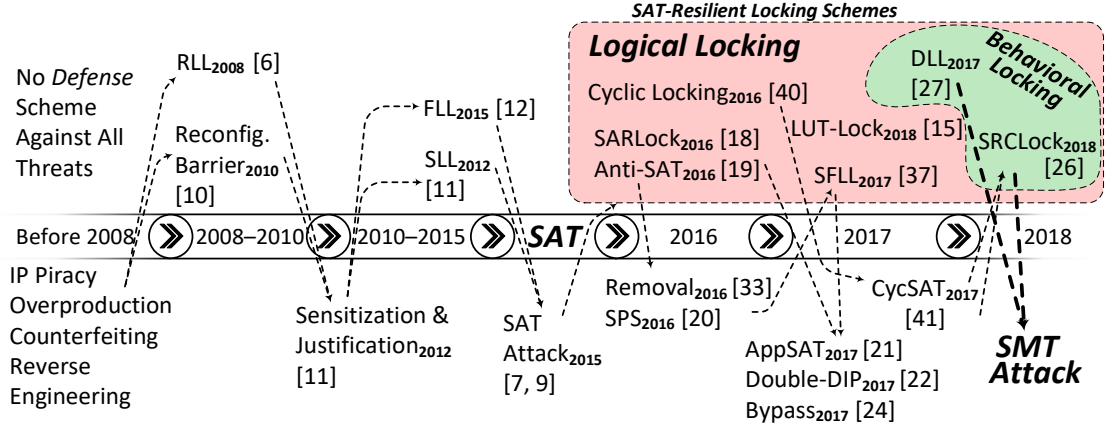 SAT-Resilient Locking Schemes
Logical Locking
Behavioral
Locking
No Defense
Scheme
Against All
Threats
RLL2008 [6]
Reconfig.
Barrier2010
[10]
FLL2015 [12]
SLL2012
[11]
Cyclic Locking2016 [40]
SARLock2016 [18]
Anti-SAT2016 [19]
LUT-Lock2018 [15]
SFLL2017 [37]
DLL2017
[27]
SRCLock2018
[26]
Before 2008
2008–2010
2010–2015
SAT
2016
2017
2018
IP Piracy
Overproduction
Counterfeiting
Reverse
Engineering
Sensitization &
Justification2012
[11]
SAT
Attack2015
[7, 9]
Removal2016 [33]
SPS2016 [20]
AppSAT2017 [21]
Double-DIP2017 [22]
Bypass2017 [24]
CycSAT2017
[41]
SMT
Attack